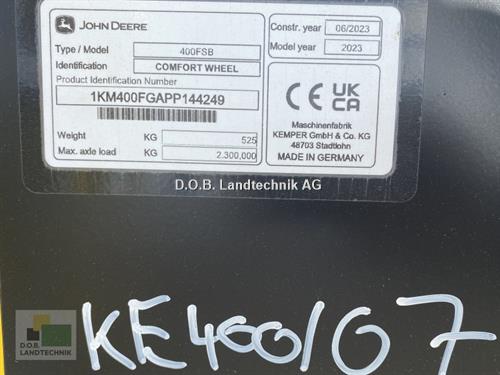 JOHN DEERE
Constr. year 06/2023
Model year 2023
Type / Model 400FSB
Identification COMFORT WHEEL
Product Identification Number
1KM400FGAPP144249
Weight KG 525
Max. axle load KG 2.300,000
CE UK CA
Maschinenfabrik
KEMPER GmbH & Co. KG
48703 Stadtlohn
MADE IN GERMANY
D.O.B. Landtechnik AG
KE400/07
D.O.B.
LANDTECHNIK